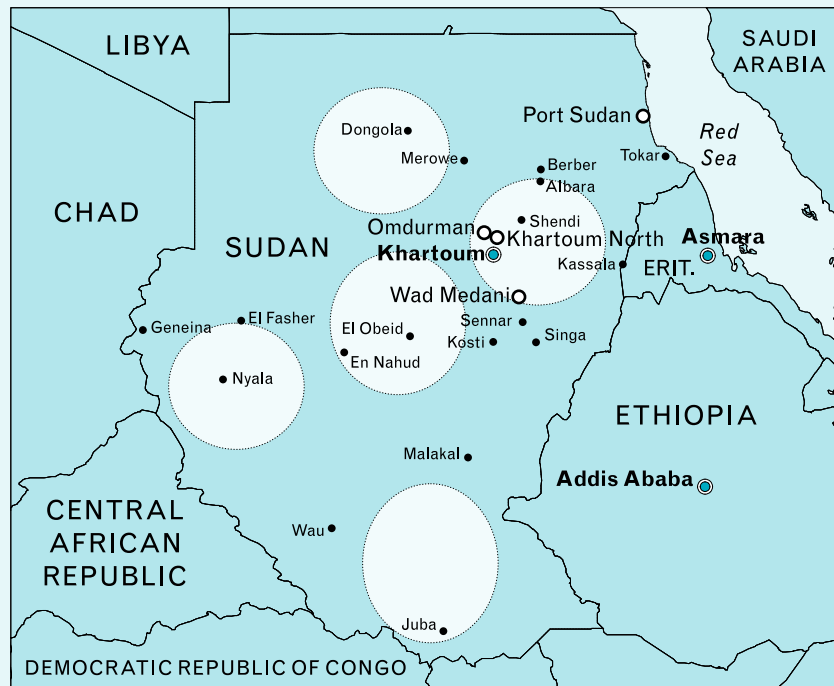 LIBYA
SAUDI
ARABIA
Port Sudan
Dongola
Red
Sea
Merowe
Berber
Tokar
Albara
CHAD
Shendi
Omdurman
Khartoum North
Asmara
SUDAN
Khartoum
Kassala
ERIT.
Wad Medani
El Fasher
Geneina
El Obeid
Sennar
Kosti
Singa
En Nahud
Nyala
ETHIOPIA
Malakal
Addis Ababa
CENTRAL
AFRICAN
REPUBLIC
Wau
Juba
DEMOCRATIC REPUBLIC OF CONGO